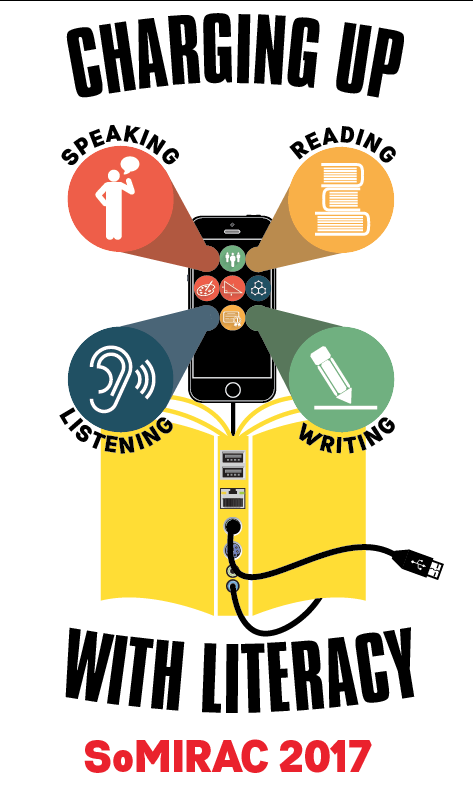 CHARGING UP
SPEAKING
READING
LISTENING
WRITING
WITH LITERACY
SoMIRAC 2017